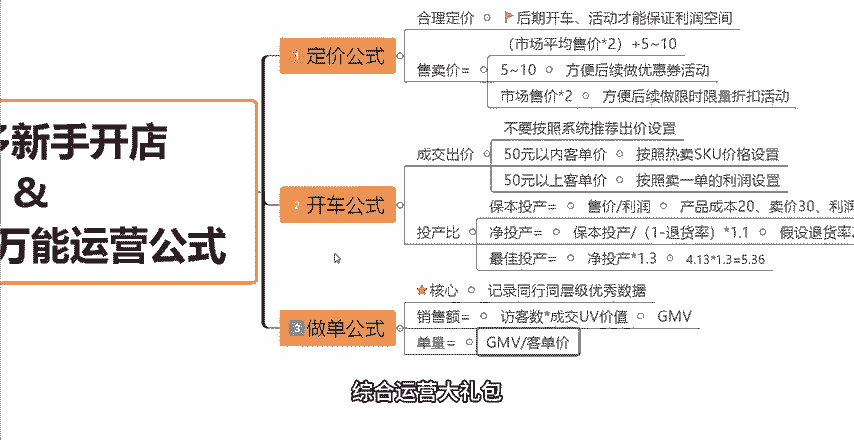 新手开店
&
万能运营公式
1 定价公式
合理定价
后期开车、活动才能保证利润空间
售卖价=
(市场平均售价*2) +5~10
5~10 方便后续做优惠券活动
市场售价*2 方便后续做限时限量折扣活动
2 开车公式
成交出价
不要按照系统推荐出价设置
50元以内客单价 按照热卖SKU价格设置
50元以上客单价 按照卖一单的利润设置
投产比
保本投产= 售价/利润 产品成本20、卖价30、利润
净投产= 保本投产/(1-退货率) *1.1 假设退货率
最佳投产= 净投产*1.3 4.13*1.3=5.36
3 做单公式
核心 记录同行同层级优秀数据
销售额= 访客数*成交UV价值 GMV
单量= GMV/客单价
综合运营大礼包